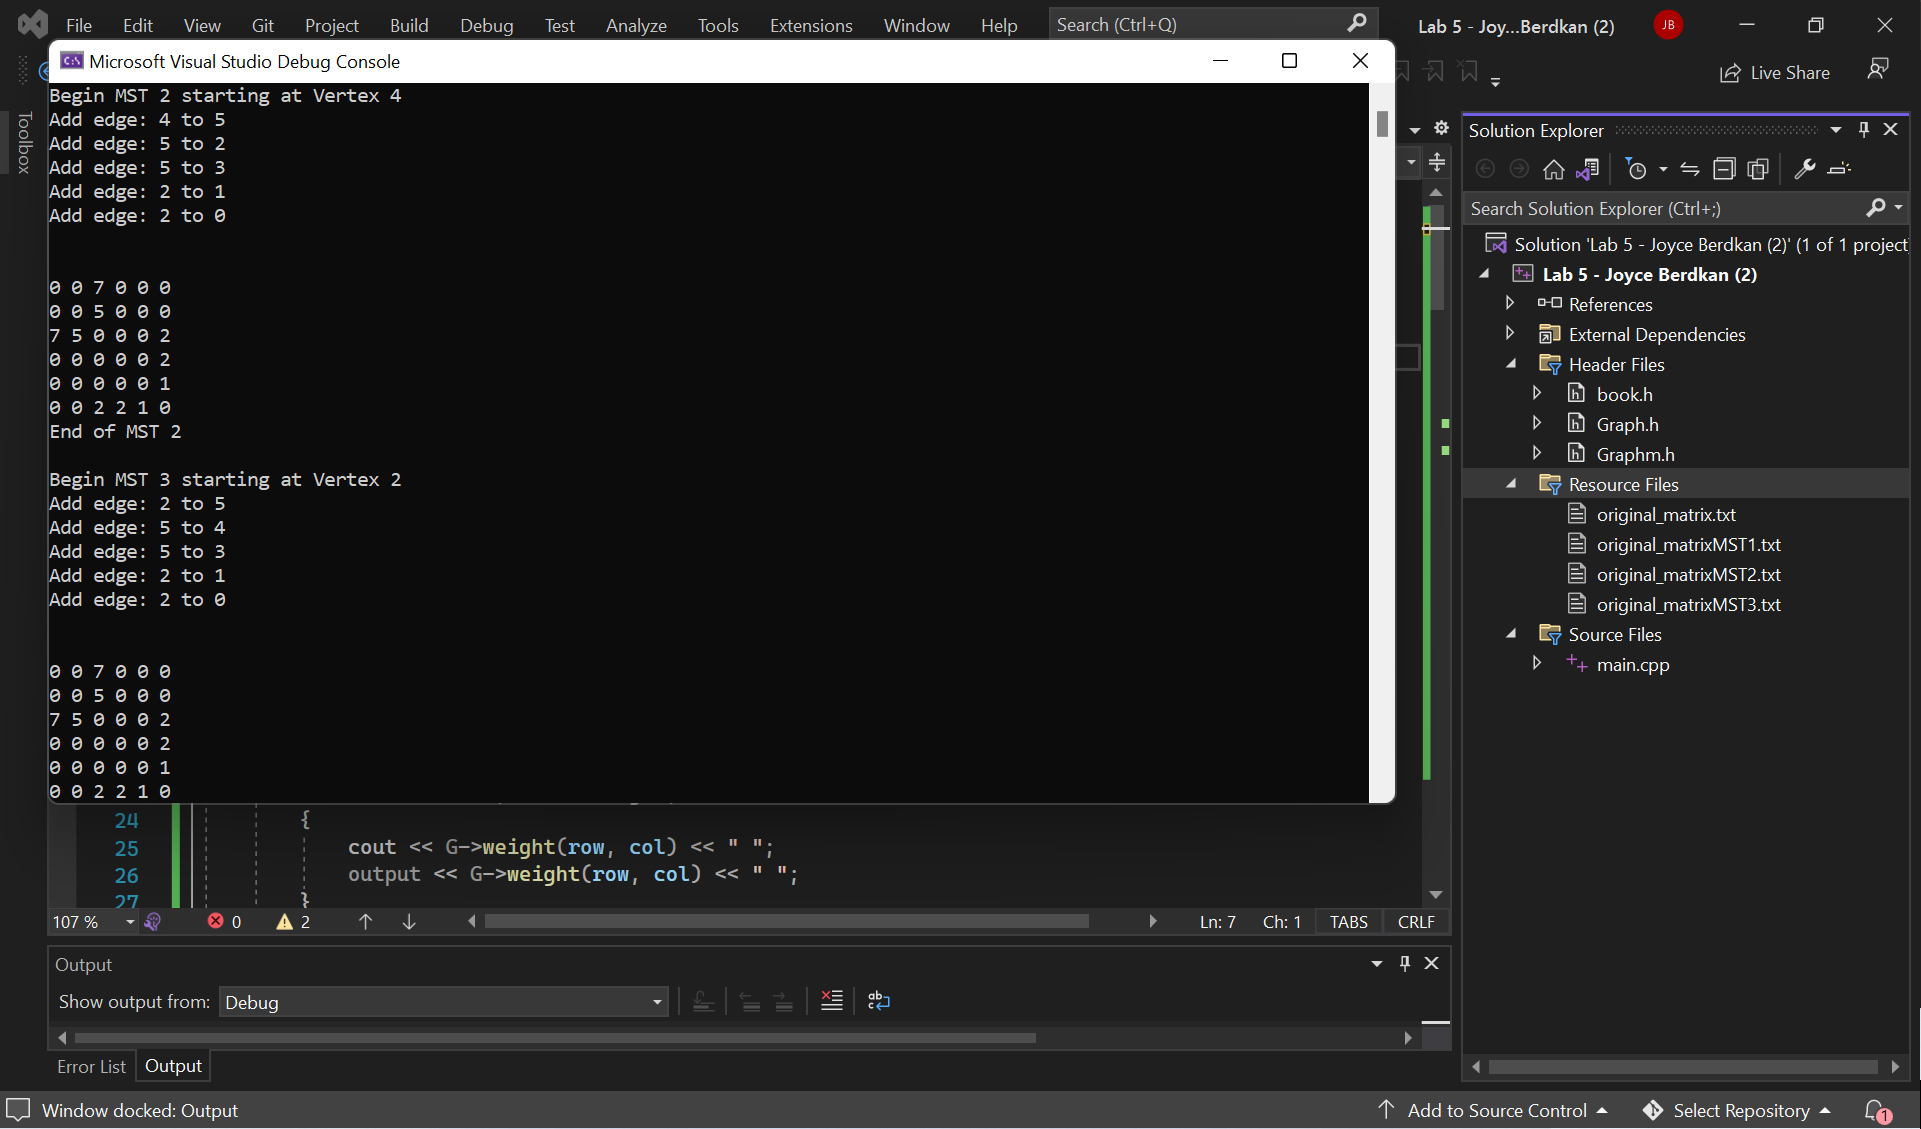 File Edit View Git Project Build Debug Test Analyze Tools Extensions Window Help Search (Ctrl+Q) Lab 5 - Joy...Berdkan (2) JB
Live Share
Toolbox
Microsoft Visual Studio Debug Console
Begin MST 2 starting at Vertex 4
Add edge: 4 to 5
Add edge: 5 to 2
Add edge: 5 to 3
Add edge: 2 to 1
Add edge: 2 to 0
0 0 7 0 0 0
0 0 5 0 0 0
7 5 0 0 0 2
0 0 0 0 0 2
0 0 0 0 0 1
0 0 2 2 1 0
End of MST 2
Begin MST 3 starting at Vertex 2
Add edge: 2 to 5
Add edge: 5 to 4
Add edge: 5 to 3
Add edge: 2 to 1
Add edge: 2 to 0
0 0 7 0 0 0
0 0 5 0 0 0
7 5 0 0 0 2
0 0 0 0 0 2
0 0 0 0 0 1
0 0 2 2 1 0
24 {
25 cout << G->weight(row, col) << " ";
26 output << G->weight(row, col) << " ";
27 }
107 % 0 2 Ln: 7 Ch: 1 TABS CRLF
Output
Show output from: Debug
Error List Output
Solution Explorer
Search Solution Explorer (Ctrl+;)
Solution 'Lab 5 - Joyce Berdkan (2)' (1 of 1 project
Lab 5 - Joyce Berdkan (2)
References
External Dependencies
Header Files
book.h
Graph.h
Graphm.h
Resource Files
original_matrix.txt
original_matrixMST1.txt
original_matrixMST2.txt
original_matrixMST3.txt
Source Files
main.cpp
Window docked: Output Add to Source Control Select Repository 1